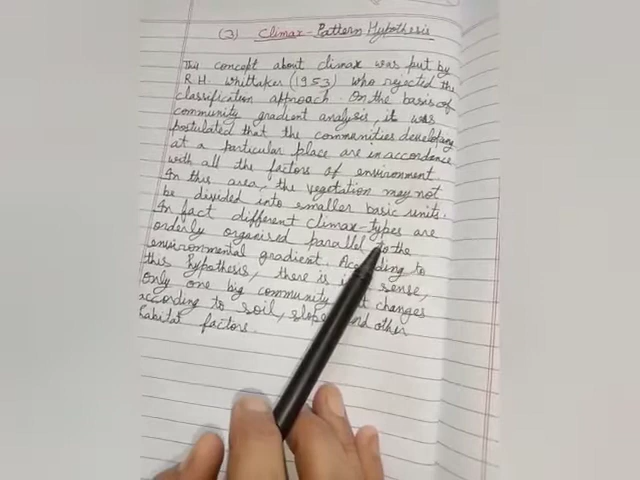 (3) Climax-Pattern Hypothesis
This concept about climax was put by
R.H. Whittaker (1953) who rejected the
classification approach. On the basis of
community gradient analysis, it was
postulated that the communities developing
at a particular place are in accordence
with all the factors of environment
In this area, the vegetation may not
be divided into smaller basic units.
In fact different climax-types are
orderly organised parallel to the
environmental gradient. According to
this hypothesis, there is sense,
only one big community changes
according to soil, slope and other
habitat factors.